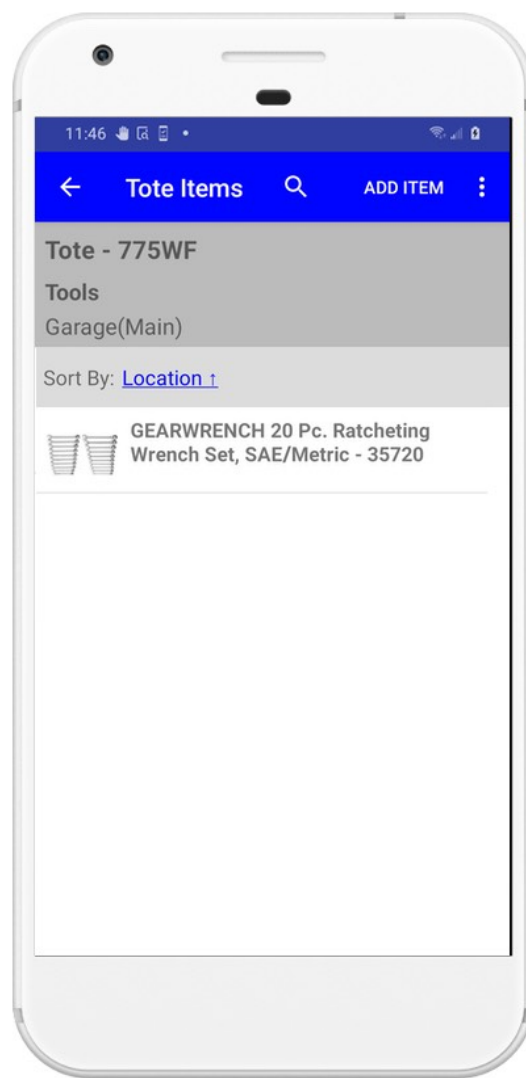 11:46
Tote Items ADD ITEM
Tote - 775WF
Tools
Garage(Main)
Sort By: Location ↑
GEARWRENCH 20 Pc. Ratcheting
Wrench Set, SAE/Metric - 35720